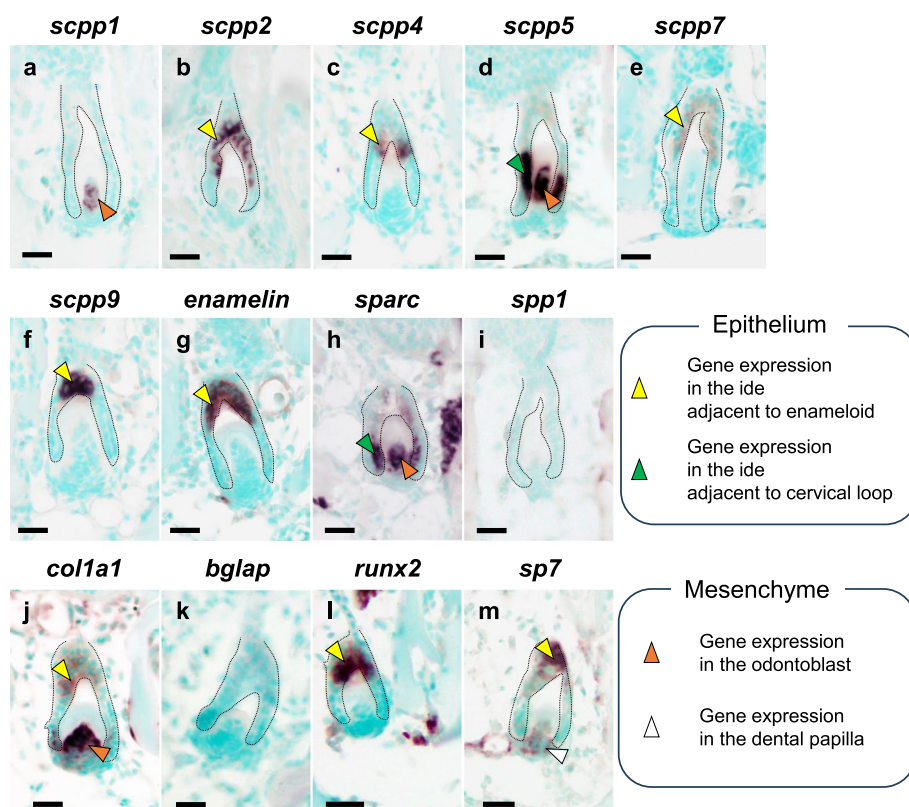 scpp1 scpp2 scpp4 scpp5 scpp7
a b c d e
scpp9 enamelin sparc spp1
f g h i
Epithelium
Gene expression
in the ide
adjacent to enameloid
Gene expression
in the ide
adjacent to cervical loop
col1a1 bglap runx2 sp7
j k l m
Mesenchyme
Gene expression
in the odontoblast
Gene expression
in the dental papilla